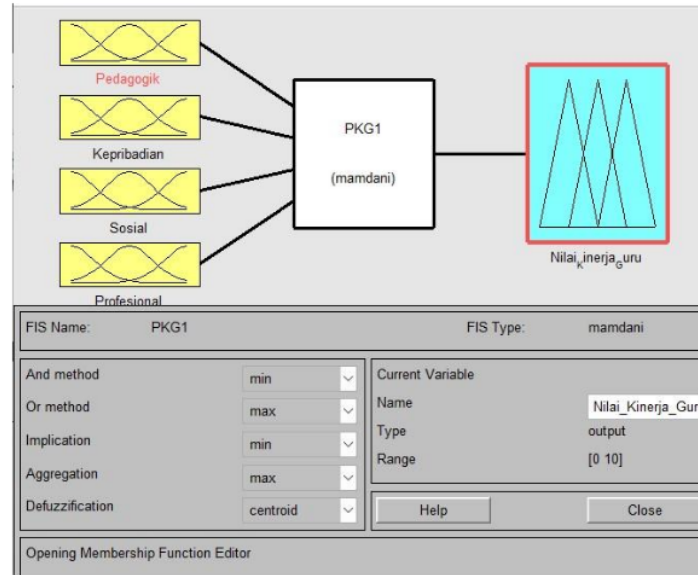 Pedagogik
Kepribadian
Sosial
Profesional
PKG1
(mamdani)
Nilai_Kinerja_Guru
FIS Name: PKG1 FIS Type: mamdani
And method min
Or method max
Implication min
Aggregation max
Defuzzification centroid
Current Variable
Name Nilai_Kinerja_Gur
Type output
Range [0 10]
Help Close
Opening Membership Function Editor